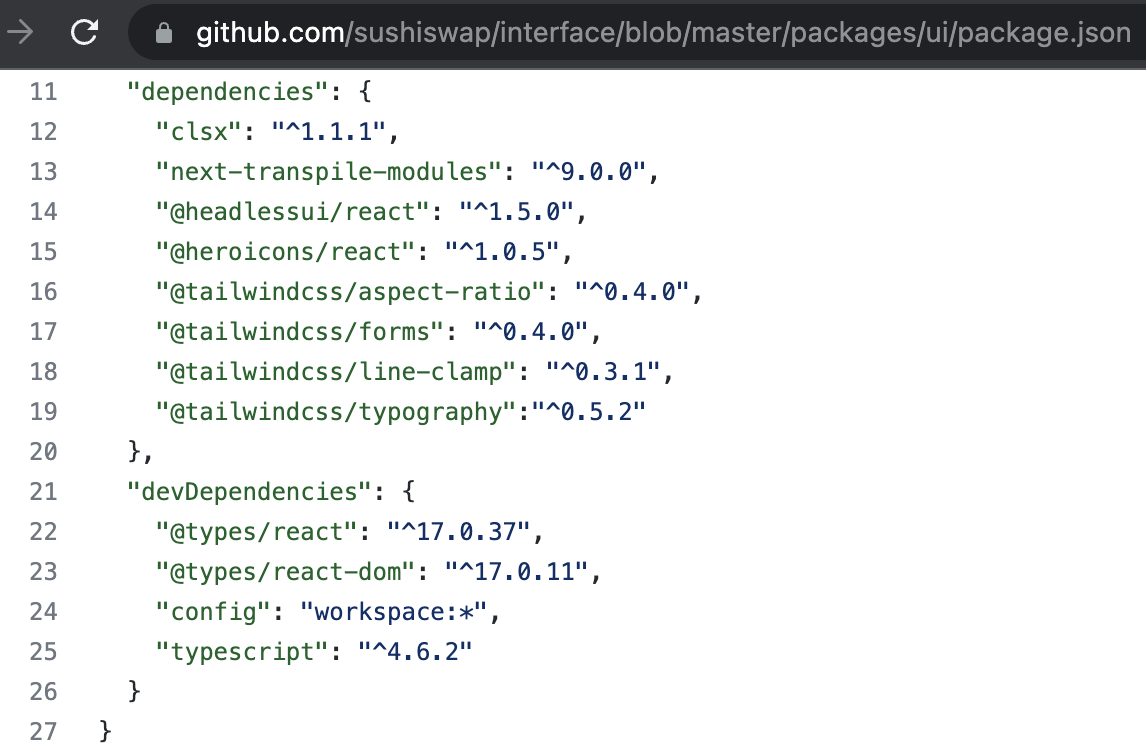 github.com/sushiswap/interface/blob/master/packages/ui/package.json
11 "dependencies": {
12 "clsx": "^1.1.1",
13 "next-transpile-modules": "^9.0.0",
14 "@headlessui/react": "^1.5.0",
15 "@heroicons/react": "^1.0.5",
16 "@tailwindcss/aspect-ratio": "^0.4.0",
17 "@tailwindcss/forms": "^0.4.0",
18 "@tailwindcss/line-clamp": "^0.3.1",
19 "@tailwindcss/typography":"^0.5.2"
20 },
21 "devDependencies": {
22 "@types/react": "^17.0.37",
23 "@types/react-dom": "^17.0.11",
24 "config": "workspace:*",
25 "typescript": "^4.6.2"
26 }
27 }